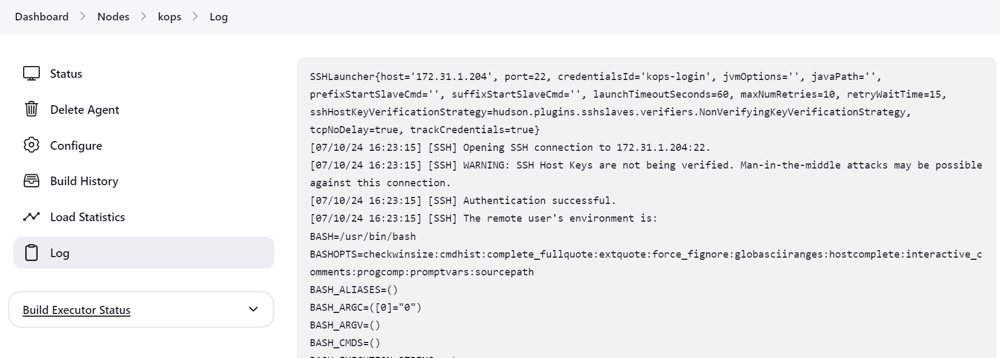 Dashboard > Nodes > kops > Log
Status
Delete Agent
Configure
Build History
Load Statistics
Log
Build Executor Status
SSHLauncher{host='172.31.1.204', port=22, credentialsId='kops-login', jvmOptions='', javaPath='',
prefixStartSlaveCmd='', suffixStartSlaveCmd='', launchTimeoutSeconds=60, maxNumRetries=10, retryWaitTime=15,
sshHostKeyVerificationStrategy=hudson.plugins.sshslaves.verifiers.NonVerifyingKeyVerificationStrategy,
tcpNoDelay=true, trackCredentials=true}
[07/10/24 16:23:15] [SSH] Opening SSH connection to 172.31.1.204:22.
[07/10/24 16:23:15] [SSH] WARNING: SSH Host Keys are not being verified. Man-in-the-middle attacks may be possible
against this connection.
[07/10/24 16:23:15] [SSH] Authentication successful.
[07/10/24 16:23:15] [SSH] The remote user's environment is:
BASH=/usr/bin/bash
BASHOPTS=checkwinsize:cmdhist:complete_fullquote:extquote:force_fignore:globasciiranges:hostcomplete:interactive_c
omments:progcomp:promptvars:sourcepath
BASH_ALIASES=()
BASH_ARGC=([0]="0")
BASH_ARGV=()
BASH_CMDS=()